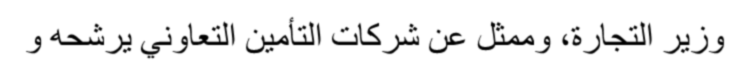 وزير التجارة، وممثل عن شركات التأمين التعاوني يرشحه و